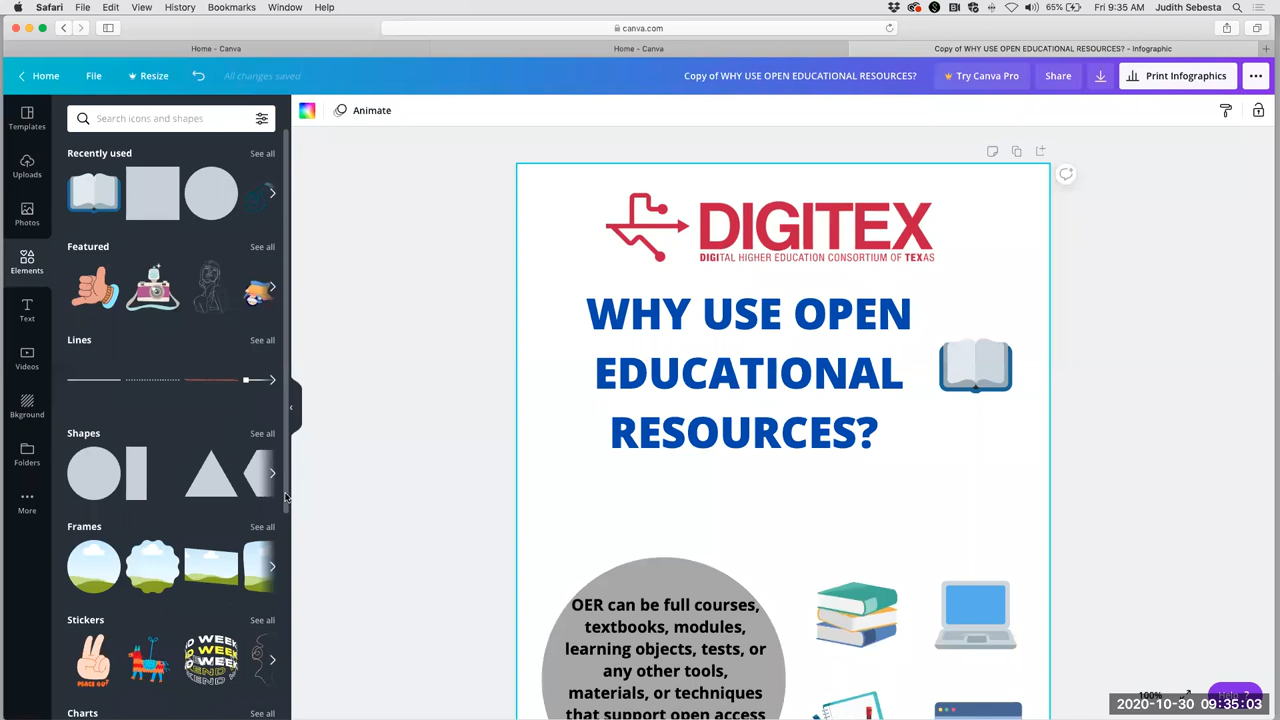 Safari File Edit View History Bookmarks Window Help 65% Fri 9:35 AM Judith Sebesta
canva.com
Home - Canva Home - Canva Copy of WHY USE OPEN EDUCATIONAL RESOURCES? - Infographic
Home File Resize All changes saved Copy of WHY USE OPEN EDUCATIONAL RESOURCES? Try Canva Pro Share Print Infographics
Animate
Templates
Uploads
Photos
Elements
Text
Videos
Bkground
Folders
More
Search icons and shapes
Recently used See all
Featured See all
Lines See all
Shapes See all
Frames See all
Stickers See all
PEACE OUT
WEEK
Charts See all
DIGITEX
DIGITAL HIGHER EDUCATION CONSORTIUM OF TEXAS
WHY USE OPEN
EDUCATIONAL
RESOURCES?
OER can be full courses,
textbooks, modules,
learning objects, tests, or
any other tools,
materials, or techniques
that support open access
100% Help ?
2020-10-30 09:35:03